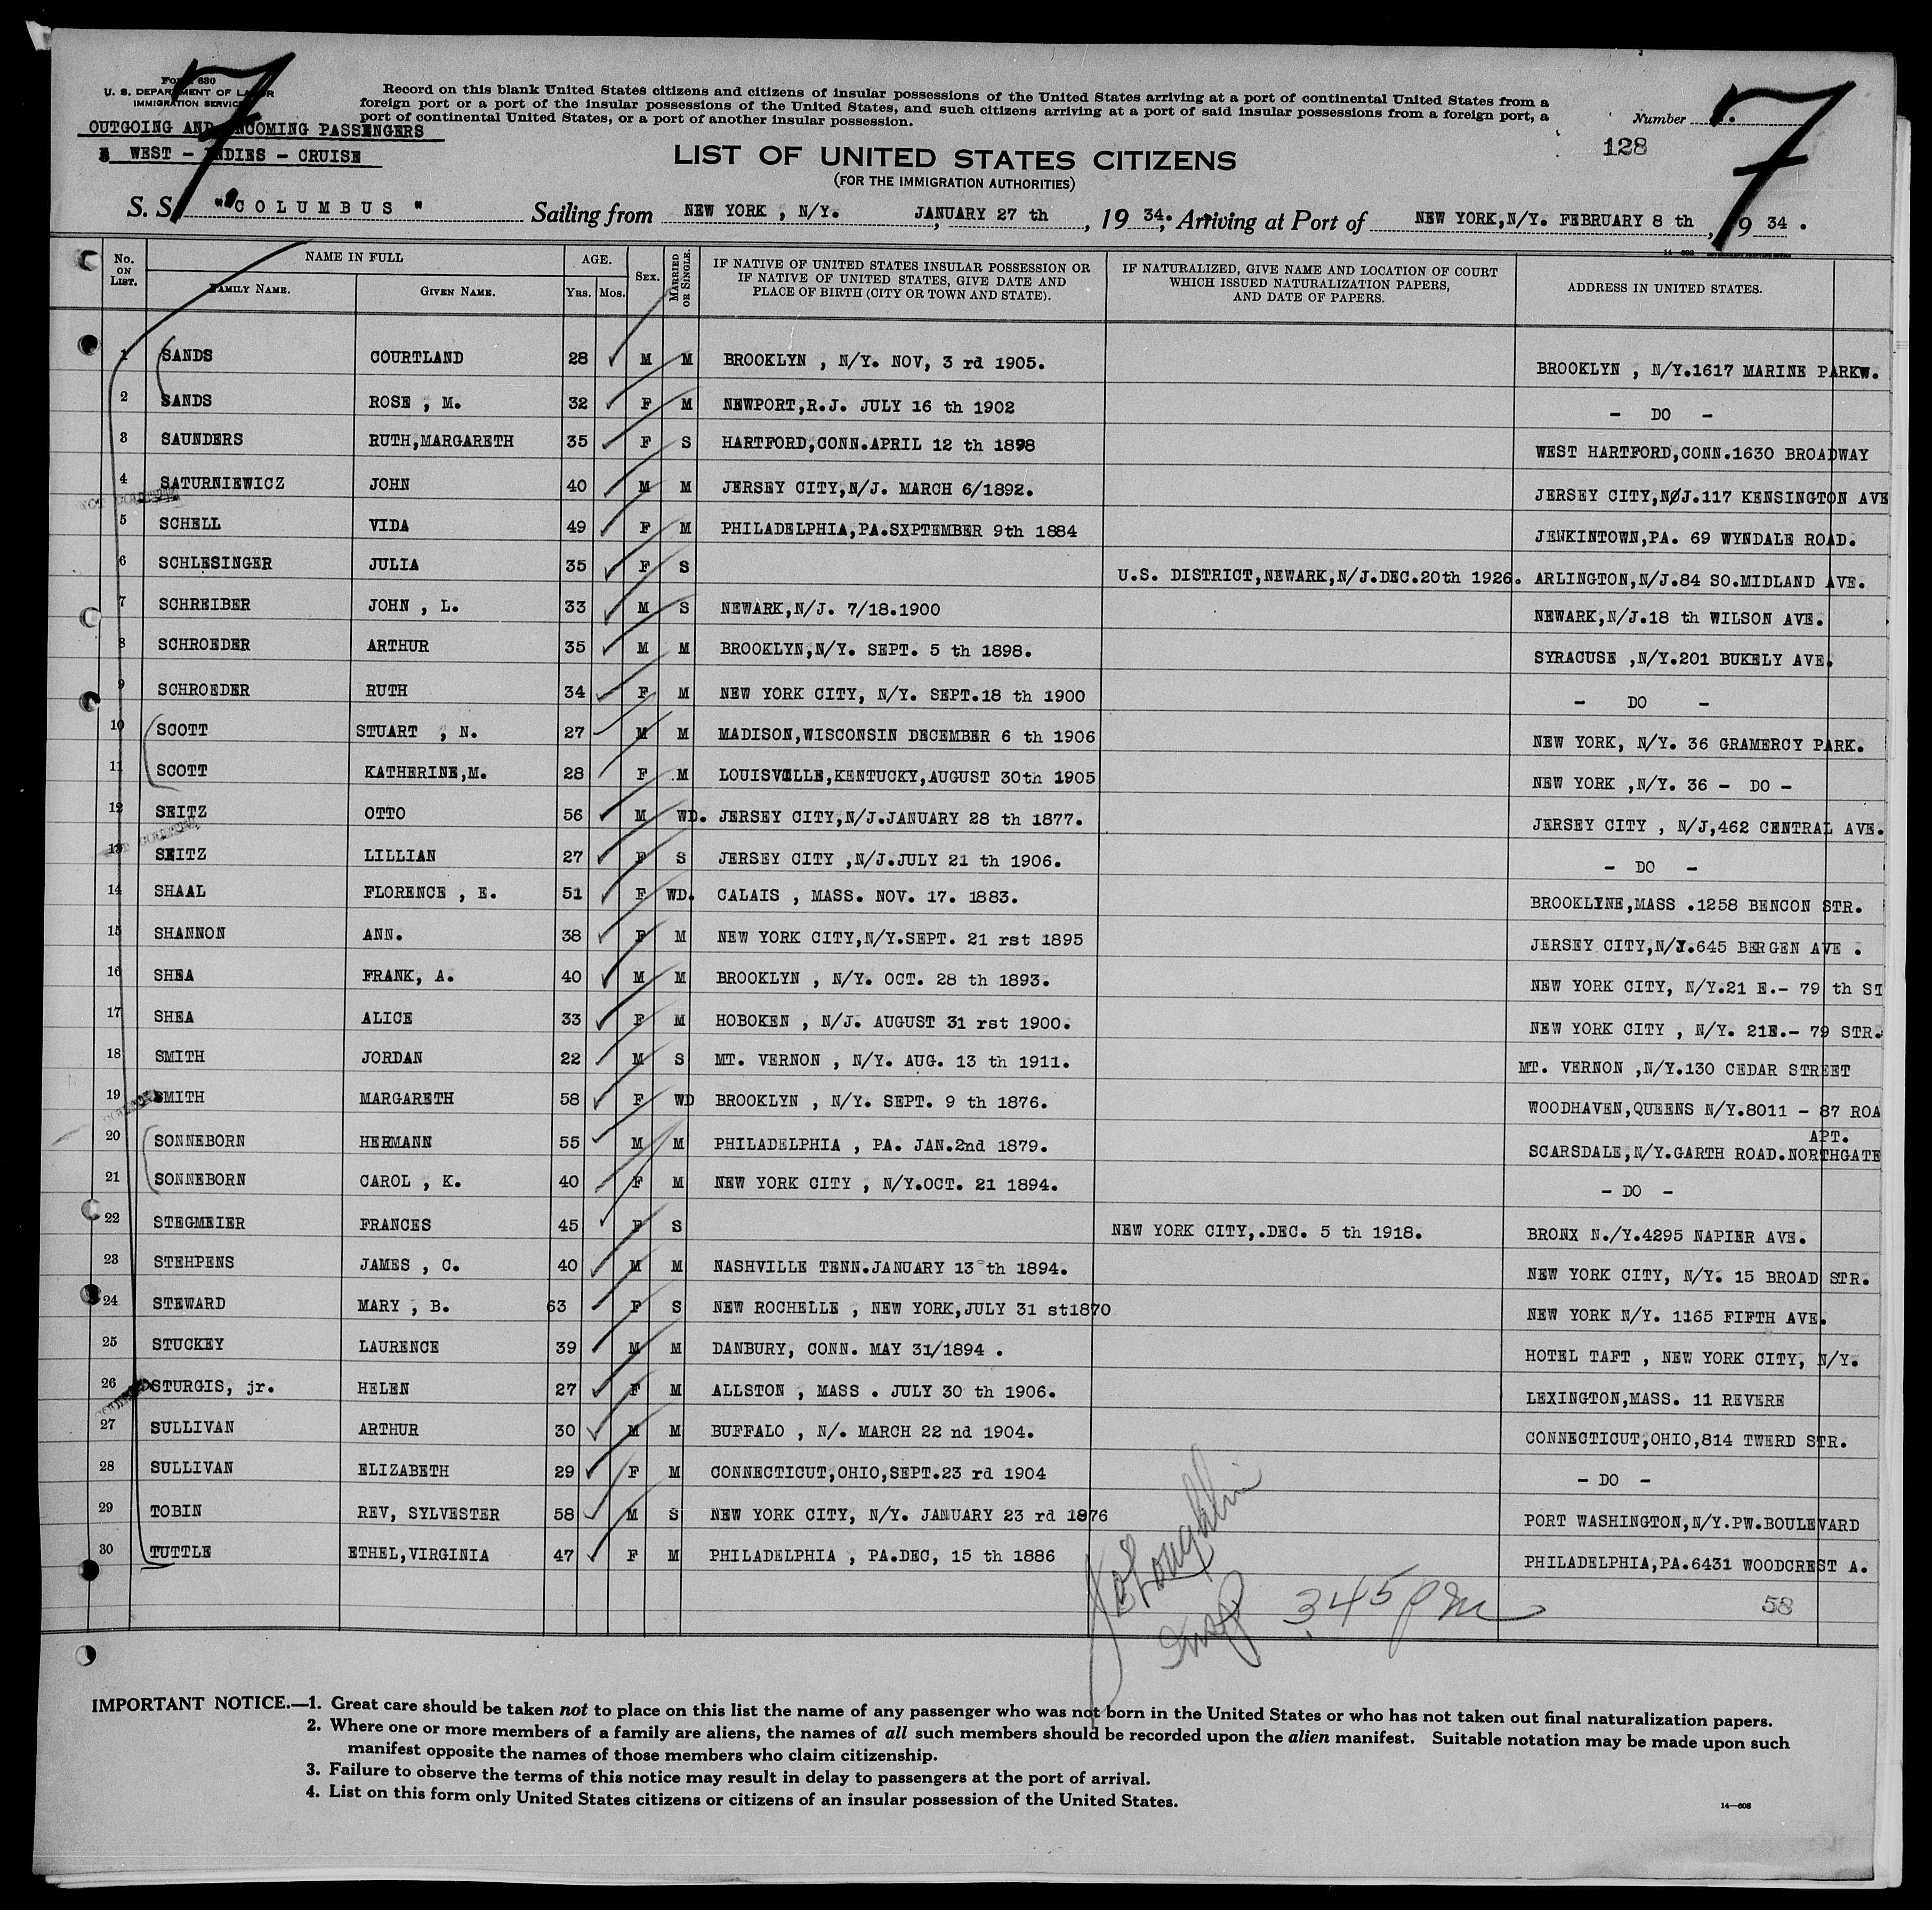 Form 630
U. S. DEPARTMENT OF LABOR
IMMIGRATION SERVICE
OUTGOING AND INCOMING PASSENGERS
WEST - INDIES - CRUISE
7
Record on this blank United States citizens and citizens of insular possessions of the United States arriving at a port of continental United States from a
foreign port or a port of the insular possessions of the United States, and such citizens arriving at a port of said insular possessions from a foreign port, a
port of continental United States, or a port of another insular possession.
Number
128
7
LIST OF UNITED STATES CITIZENS
(FOR THE IMMIGRATION AUTHORITIES)
S. S. "COLUMBUS" Sailing from NEW YORK , N/Y. , JANUARY 27 th , 19 34. ; Arriving at Port of NEW YORK,N/Y. FEBRUARY 8 th , 19 34 .
No. ON LIST. NAME IN FULL AGE. SEX. MARRIED OR SINGLE. IF NATIVE OF UNITED STATES INSULAR POSSESSION OR IF NATIVE OF UNITED STATES, GIVE DATE AND PLACE OF BIRTH (CITY OR TOWN AND STATE). IF NATURALIZED, GIVE NAME AND LOCATION OF COURT WHICH ISSUED NATURALIZATION PAPERS, AND DATE OF PAPERS. ADDRESS IN UNITED STATES.
FAMILY NAME. GIVEN NAME. YRS. MOS.
1 SANDS COURTLAND 28 M M BROOKLYN , N/Y. NOV, 3 rd 1905. BROOKLYN , N/Y.1617 MARINE PARKW.
2 SANDS ROSE , M. 32 F M NEWPORT,R.J. JULY 16 th 1902 - DO -
3 SAUNDERS RUTH,MARGARETH 35 F S HARTFORD,CONN.APRIL 12 th 1898 WEST HARTFORD,CONN.1630 BROADWAY
4 SATURNIEWICZ JOHN 40 M M JERSEY CITY,N/J. MARCH 6/1892. JERSEY CITY,NØJ.117 KENSINGTON AVE
5 SCHELL VIDA 49 F M PHILADELPHIA,PA.SXPTEMBER 9th 1884 JENKINTOWN,PA. 69 WYNDALE ROAD.
6 SCHLESINGER JULIA 35 F S U.S. DISTRICT,NEWARK,N/J.DEC.20th 1926. ARLINGTON,N/J.84 SO.MIDLAND AVE.
7 SCHREIBER JOHN , L. 33 M S NEWARK,N/J. 7/18.1900 NEWARK,N/J.18 th WILSON AVE.
8 SCHROEDER ARTHUR 35 M M BROOKLYN,N/Y. SEPT. 5 th 1898. SYRACUSE ,N/Y.201 BUKELY AVE.
9 SCHROEDER RUTH 34 F M NEW YORK CITY, N/Y. SEPT.18 th 1900 - DO -
10 SCOTT STUART , N. 27 M M MADISON,WISCONSIN DECEMBER 6 th 1906 NEW YORK, N/Y. 36 GRAMERCY PARK.
11 SCOTT KATHERINE,M. 28 F .M LOUISVILLE,KENTUCKY,AUGUST 30th 1905 NEW YORK ,N/Y. 36 - DO -
12 SEITZ OTTO 56 M WD. JERSEY CITY,N/J.JANUARY 28 th 1877. JERSEY CITY , N/J,462 CENTRAL AVE.
13 SEITZ LILLIAN 27 F S JERSEY CITY ,N/J.JULY 21 th 1906. - DO -
14 SHAAL FLORENCE , E. 51 F WD. CALAIS , MASS. NOV. 17. 1883. BROOKLINE,MASS .1258 BENCON STR.
15 SHANNON ANN. 38 F M NEW YORK CITY,N/Y.SEPT. 21 rst 1895 JERSEY CITY,N/J.645 BERGEN AVE .
16 SHEA FRANK, A. 40 M M BROOKLYN , N/Y. OCT. 28 th 1893. NEW YORK CITY, N/Y.21 E.- 79 th ST
17 SHEA ALICE 33 F M HOBOKEN , N/J. AUGUST 31 rst 1900. NEW YORK CITY , N/Y. 21E.- 79 STR.
18 SMITH JORDAN 22 M S MT. VERNON , N/Y. AUG. 13 th 1911. MT. VERNON ,N/Y.130 CEDAR STREET
19 SMITH MARGARETH 58 F WD BROOKLYN , N/Y. SEPT. 9 th 1876. WOODHAVEN,QUEENS N/Y.8011 - 87 ROA
APT.
20 SONNEBORN HERMANN 55 M M PHILADELPHIA , PA. JAN.2nd 1879. SCARSDALE,N/Y.GARTH ROAD.NORTHGATE
21 SONNEBORN CAROL , K. 40 F M NEW YORK CITY , N/Y.OCT. 21 1894. - DO -
22 STEGMEIER FRANCES 45 F S NEW YORK CITY,.DEC. 5 th 1918. BRONX N./Y.4295 NAPIER AVE.
23 STEHPENS JAMES , C. 40 M M NASHVILLE TENN.JANUARY 13 th 1894. NEW YORK CITY, N/Y. 15 BROAD STR.
24 STEWARD MARY , B. 63 F S NEW ROCHELLE , NEW YORK,JULY 31 st1870 NEW YORK N/Y. 1165 FIFTH AVE.
25 STUCKEY LAURENCE 39 M M DANBURY, CONN. MAY 31/1894 . HOTEL TAFT , NEW YORK CITY, N/Y.
26 STURGIS, jr. HELEN 27 F M ALLSTON , MASS . JULY 30 th 1906. LEXINGTON,MASS. 11 REVERE
27 SULLIVAN ARTHUR 30 M M BUFFALO , N/. MARCH 22 nd 1904. CONNECTICUT,OHIO,814 TWERD STR.
28 SULLIVAN ELIZABETH 29 F M CONNECTICUT,OHIO,SEPT.23 rd 1904 - DO -
29 TOBIN REV, SYLVESTER 58 M S NEW YORK CITY, N/Y. JANUARY 23 rd 1876 PORT WASHINGTON,N/Y.PW.BOULEVARD
30 TUTTLE ETHEL,VIRGINIA 47 F M PHILADELPHIA , PA.DEC, 15 th 1886 PHILADELPHIA,PA.6431 WOODCREST A.
345 pm
58
IMPORTANT NOTICE.—1. Great care should be taken not to place on this list the name of any passenger who was not born in the United States or who has not taken out final naturalization papers.
2. Where one or more members of a family are aliens, the names of all such members should be recorded upon the alien manifest. Suitable notation may be made upon such
manifest opposite the names of those members who claim citizenship.
3. Failure to observe the terms of this notice may result in delay to passengers at the port of arrival.
4. List on this form only United States citizens or citizens of an insular possession of the United States.
14—608